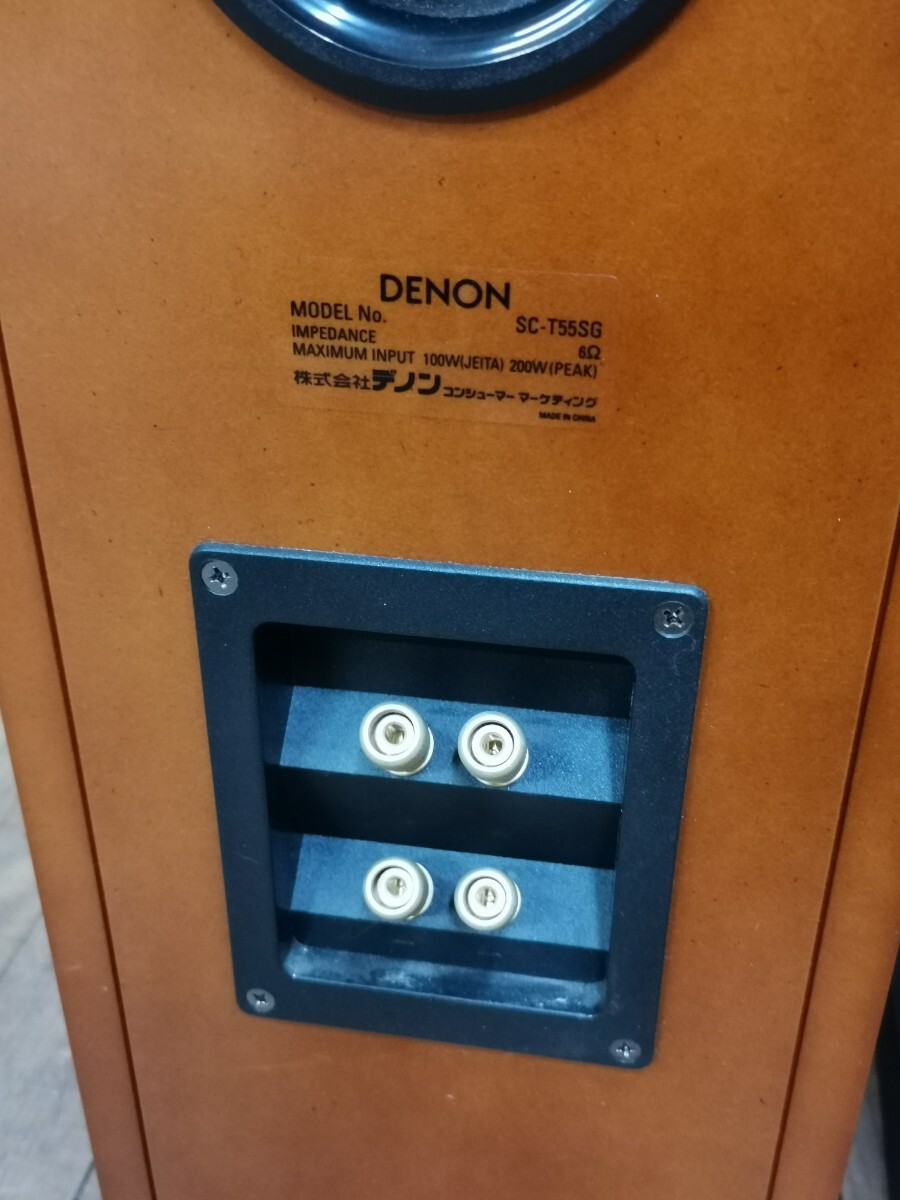 DENON
MODEL No. SC-T55SG
IMPEDANCE 6Ω
MAXIMUM INPUT 100W(JEITA) 200W(PEAK)
株式会社デノン コンシューマー マーケティング
MADE IN CHINA